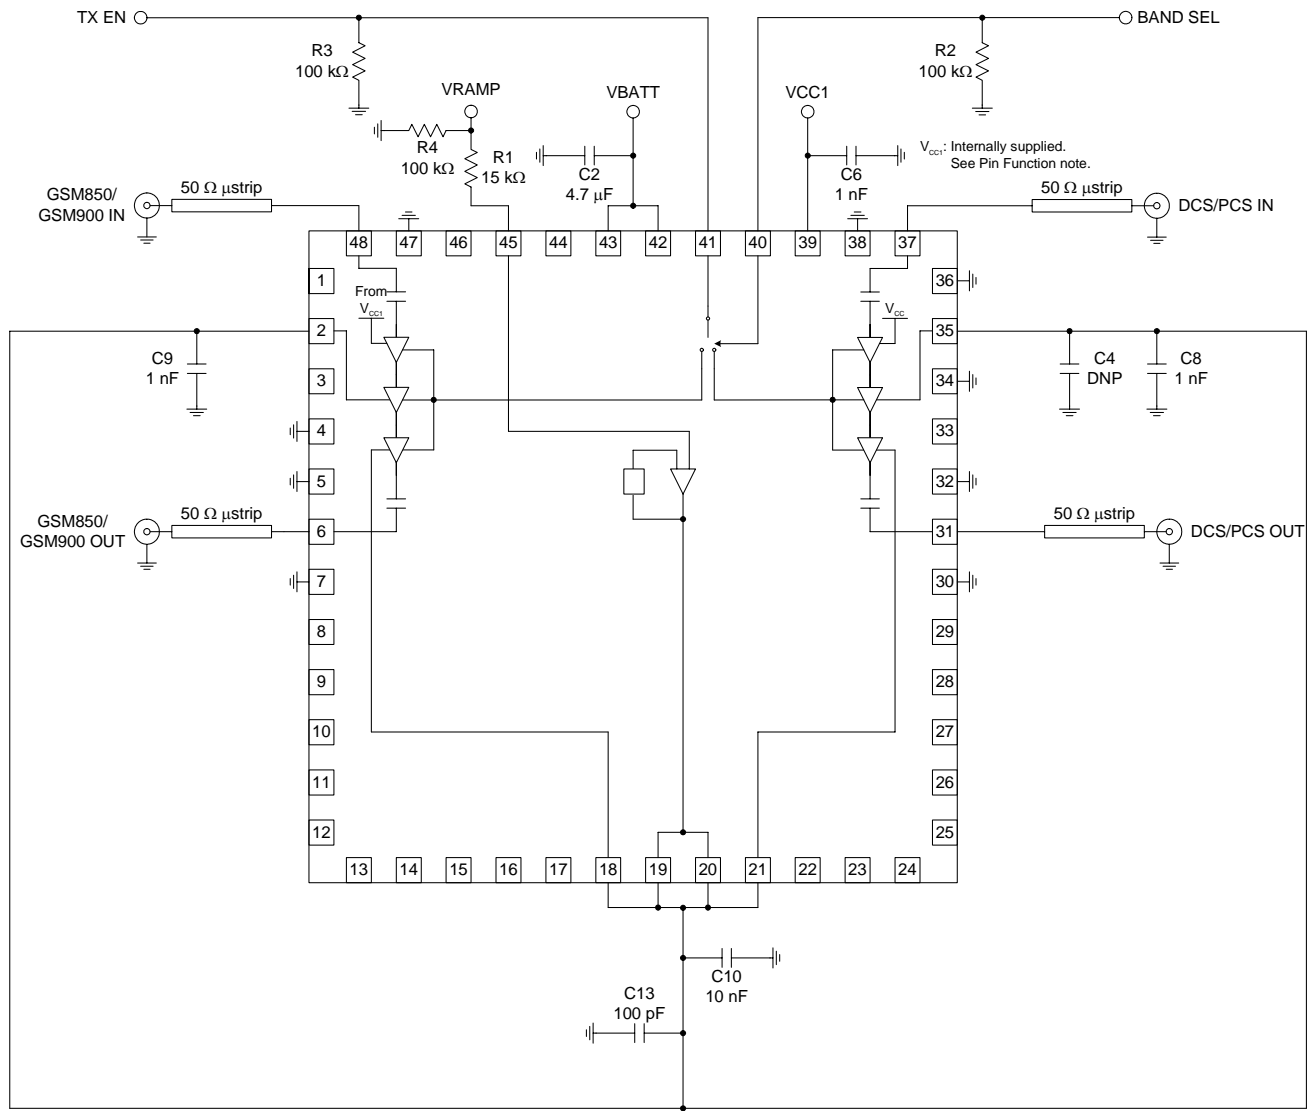 TX EN
BAND SEL
R3
100 kΩ
R2
100 kΩ
VRAMP
VBATT
VCC1
R4
100 kΩ
R1
15 kΩ
C2
4.7 μF
C6
1 nF
VCC1: Internally supplied.
See Pin Function note.
GSM850/
GSM900 IN
50 Ω μstrip
50 Ω μstrip
DCS/PCS IN
48
47
46
45
44
43
42
41
40
39
38
37
1
2
3
4
5
6
7
8
9
10
11
12
36
35
34
33
32
31
30
29
28
27
26
25
From
VCC1
VCC
C9
1 nF
C4
DNP
C8
1 nF
GSM850/
GSM900 OUT
50 Ω μstrip
50 Ω μstrip
DCS/PCS OUT
13
14
15
16
17
18
19
20
21
22
23
24
C10
10 nF
C13
100 pF